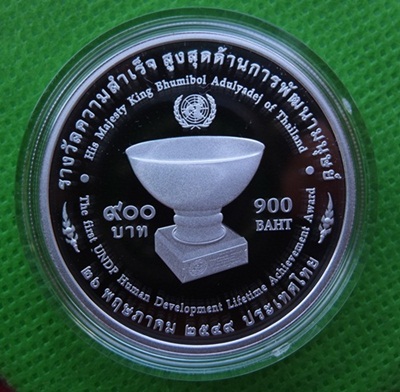 รางวัลความสำเร็จ สูงสุดด้านการพัฒนามนุษย์
His Majesty King Bhumibol Adulyadej of Thailand
๙๐๐
บาท
900
BAHT
The first UNDP Human Development Lifetime Achievement Award
๒๖ พฤษภาคม ๒๕๔๙ ประเทศไทย